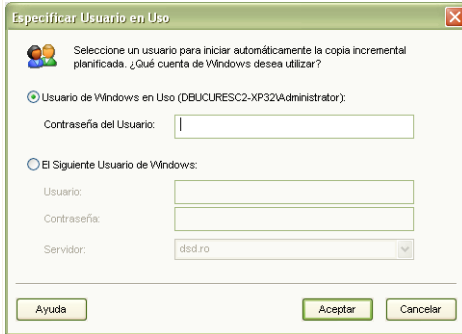 Especificar Usuario en Uso
Seleccione un usuario para iniciar automáticamente la copia incremental
planificada. ¿Qué cuenta de Windows desea utilizar?
Usuario de Windows en Uso (DBUCURESC2-XP32\Administrator):
Contraseña del Usuario:
El Siguiente Usuario de Windows:
Usuario:
Contraseña:
Servidor: dsd.ro
Ayuda Aceptar Cancelar